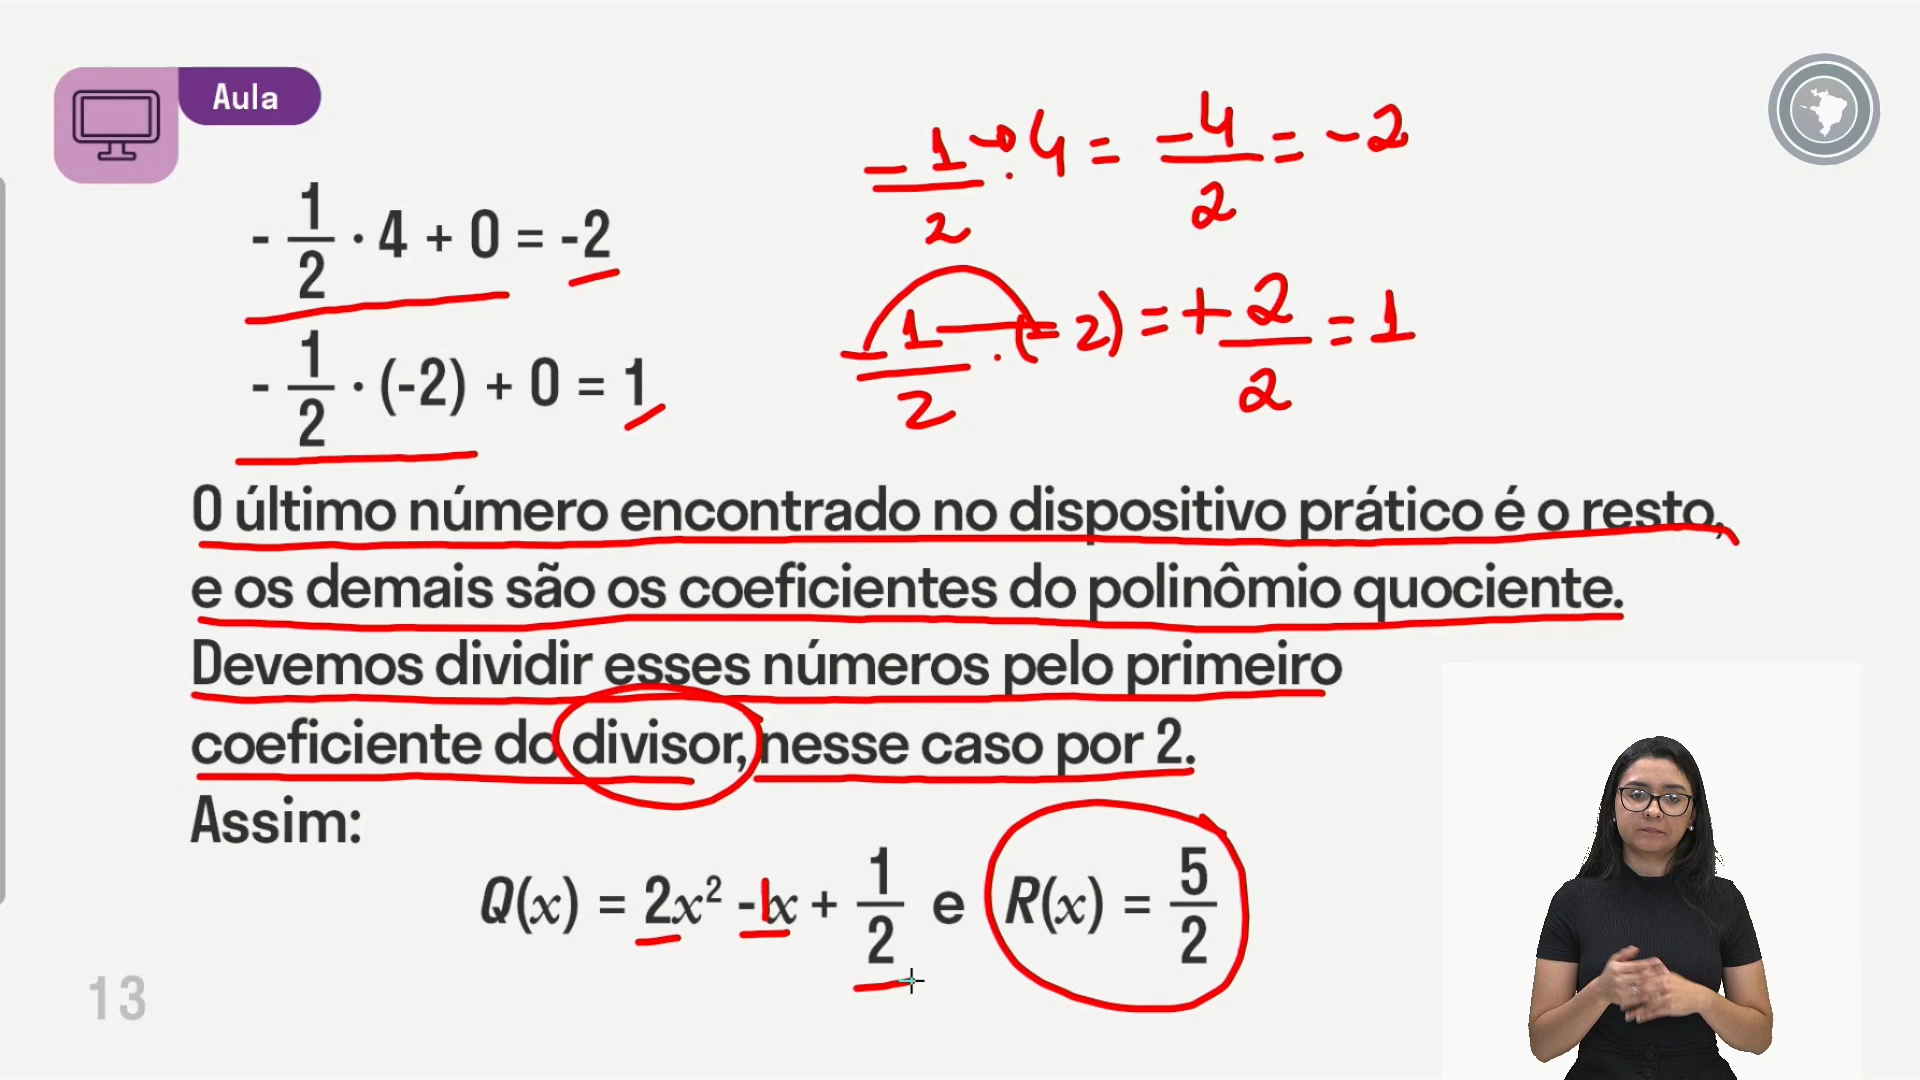 Aula
- 1/2 · 4 + 0 = -2
-1/2 · 4 = -4/2 = -2
- 1/2 · (-2) + 0 = 1
-1/2 · (-2) = +2/2 = 1
O último número encontrado no dispositivo prático é o resto,
e os demais são os coeficientes do polinômio quociente.
Devemos dividir esses números pelo primeiro
coeficiente do divisor, nesse caso por 2.
Assim:
Q(x) = 2x² -1x + 1/2 e R(x) = 5/2
13